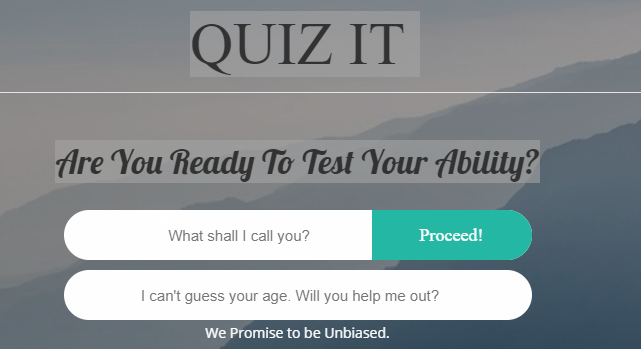 QUIZ IT
Are You Ready To Test Your Ability?
What shall I call you? Proceed!
I can't guess your age. Will you help me out?
We Promise to be Unbiased.